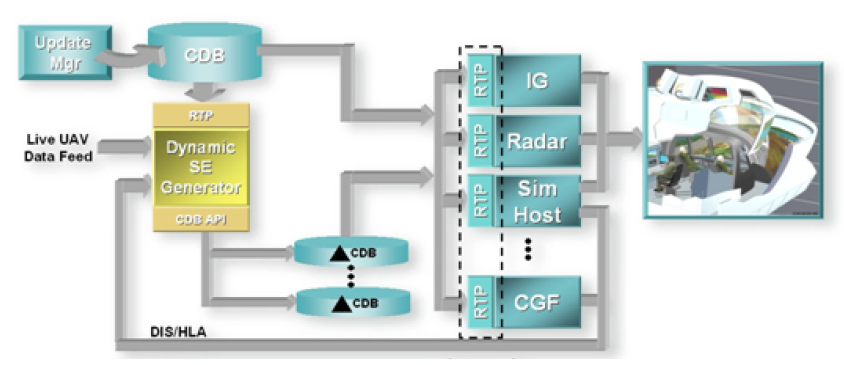 Update
Mgr
CDB
RTP
Dynamic
SE
Generator
CDB API
Live UAV
Data Feed
CDB
CDB
DIS/HLA
RTP
IG
RTP
Radar
RTP
Sim
Host
RTP
CGF